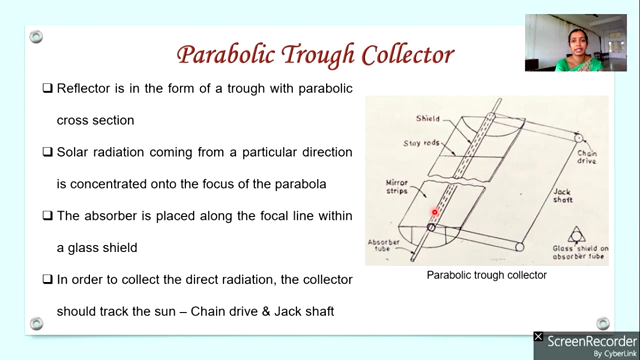 Parabolic Trough Collector
❑ Reflector is in the form of a trough with parabolic
cross section
❑ Solar radiation coming from a particular direction
is concentrated onto the focus of the parabola
❑ The absorber is placed along the focal line within
a glass shield
❑ In order to collect the direct radiation, the collector
should track the sun – Chain drive & Jack shaft
Shield
Stay rods
Mirror
strips
Absorber
tube
Chain
drive
Jack
shaft
Glass shield on
absorber tube
Parabolic trough collector
SCREENRECORDER
By CyberLink